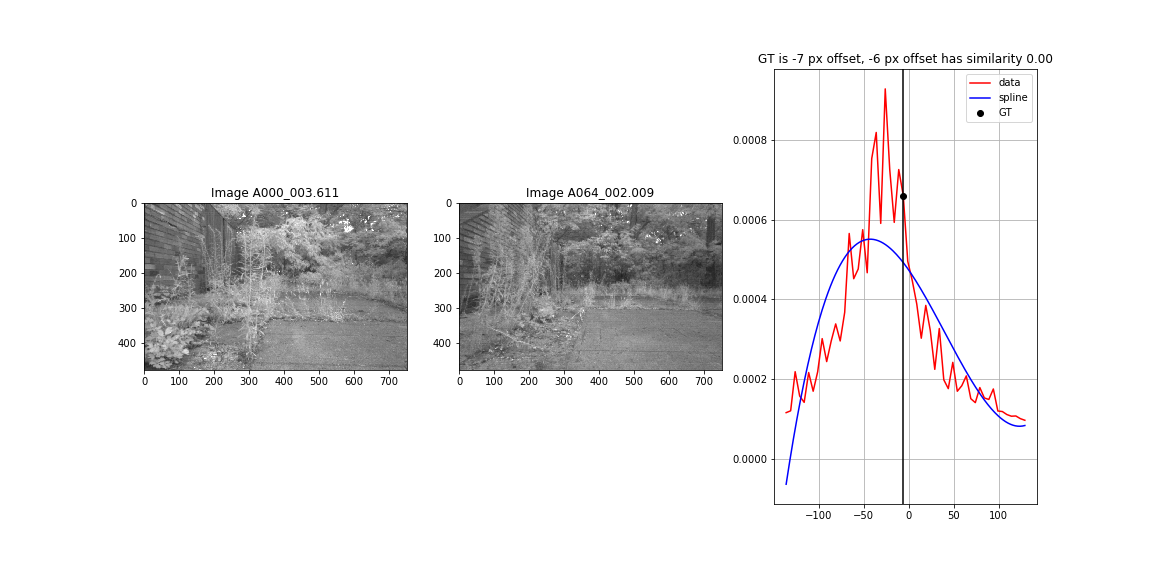 Image A000_003.611
0
100
200
300
400
0 100 200 300 400 500 600 700
Image A064_002.009
0
100
200
300
400
0 100 200 300 400 500 600 700
GT is -7 px offset, -6 px offset has similarity 0.00
data
spline
GT
0.0008
0.0006
0.0004
0.0002
0.0000
−100 −50 0 50 100